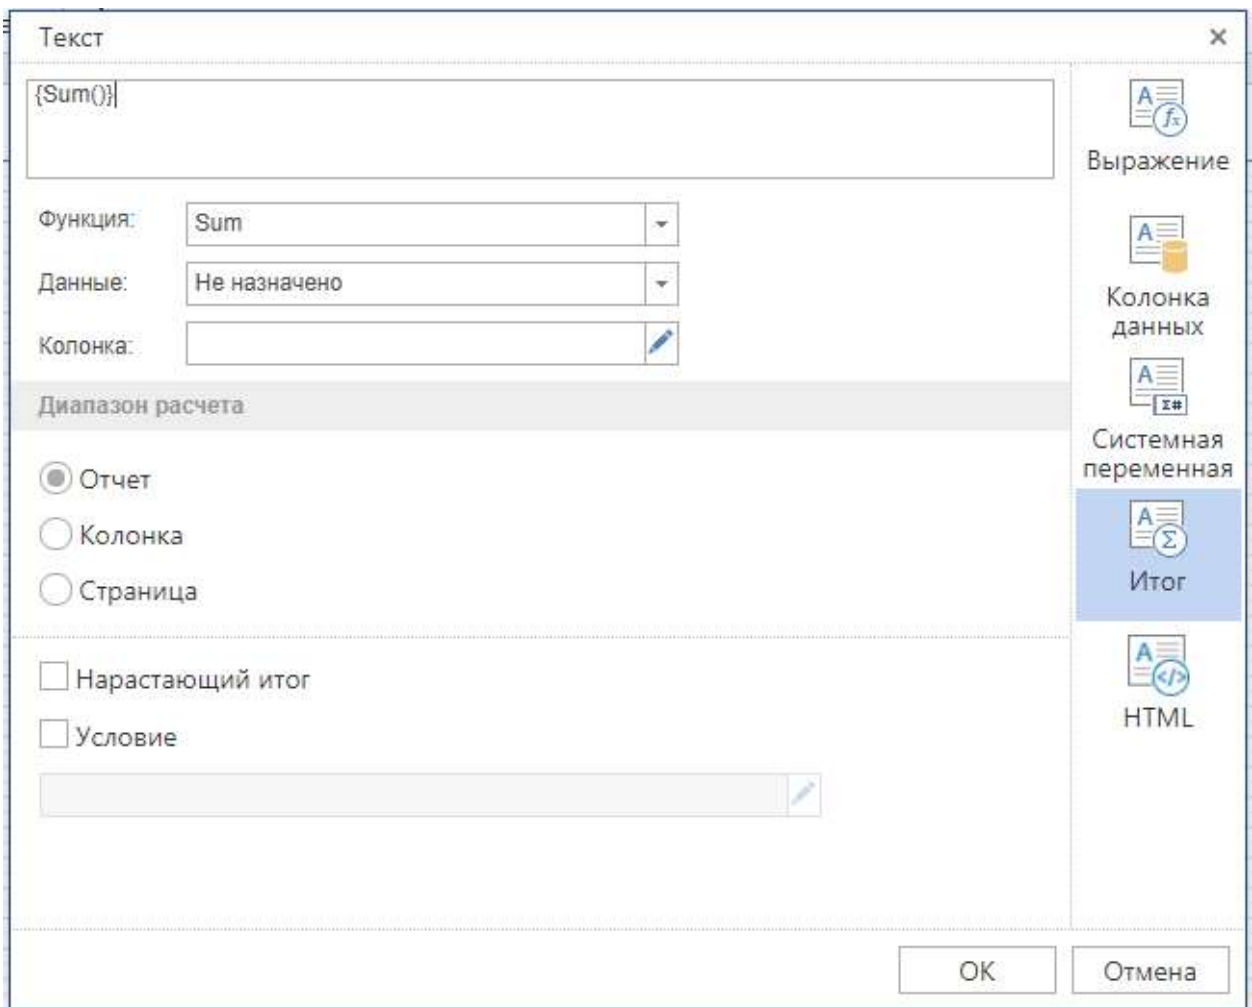 Текст
{Sum()}
Функция:
Sum
Данные:
Не назначено
Колонка:
Диапазон расчета
Отчет
Колонка
Страница
Нарастающий итог
Условие
Выражение
Колонка
данных
Системная
переменная
Итог
HTML
OK
Отмена